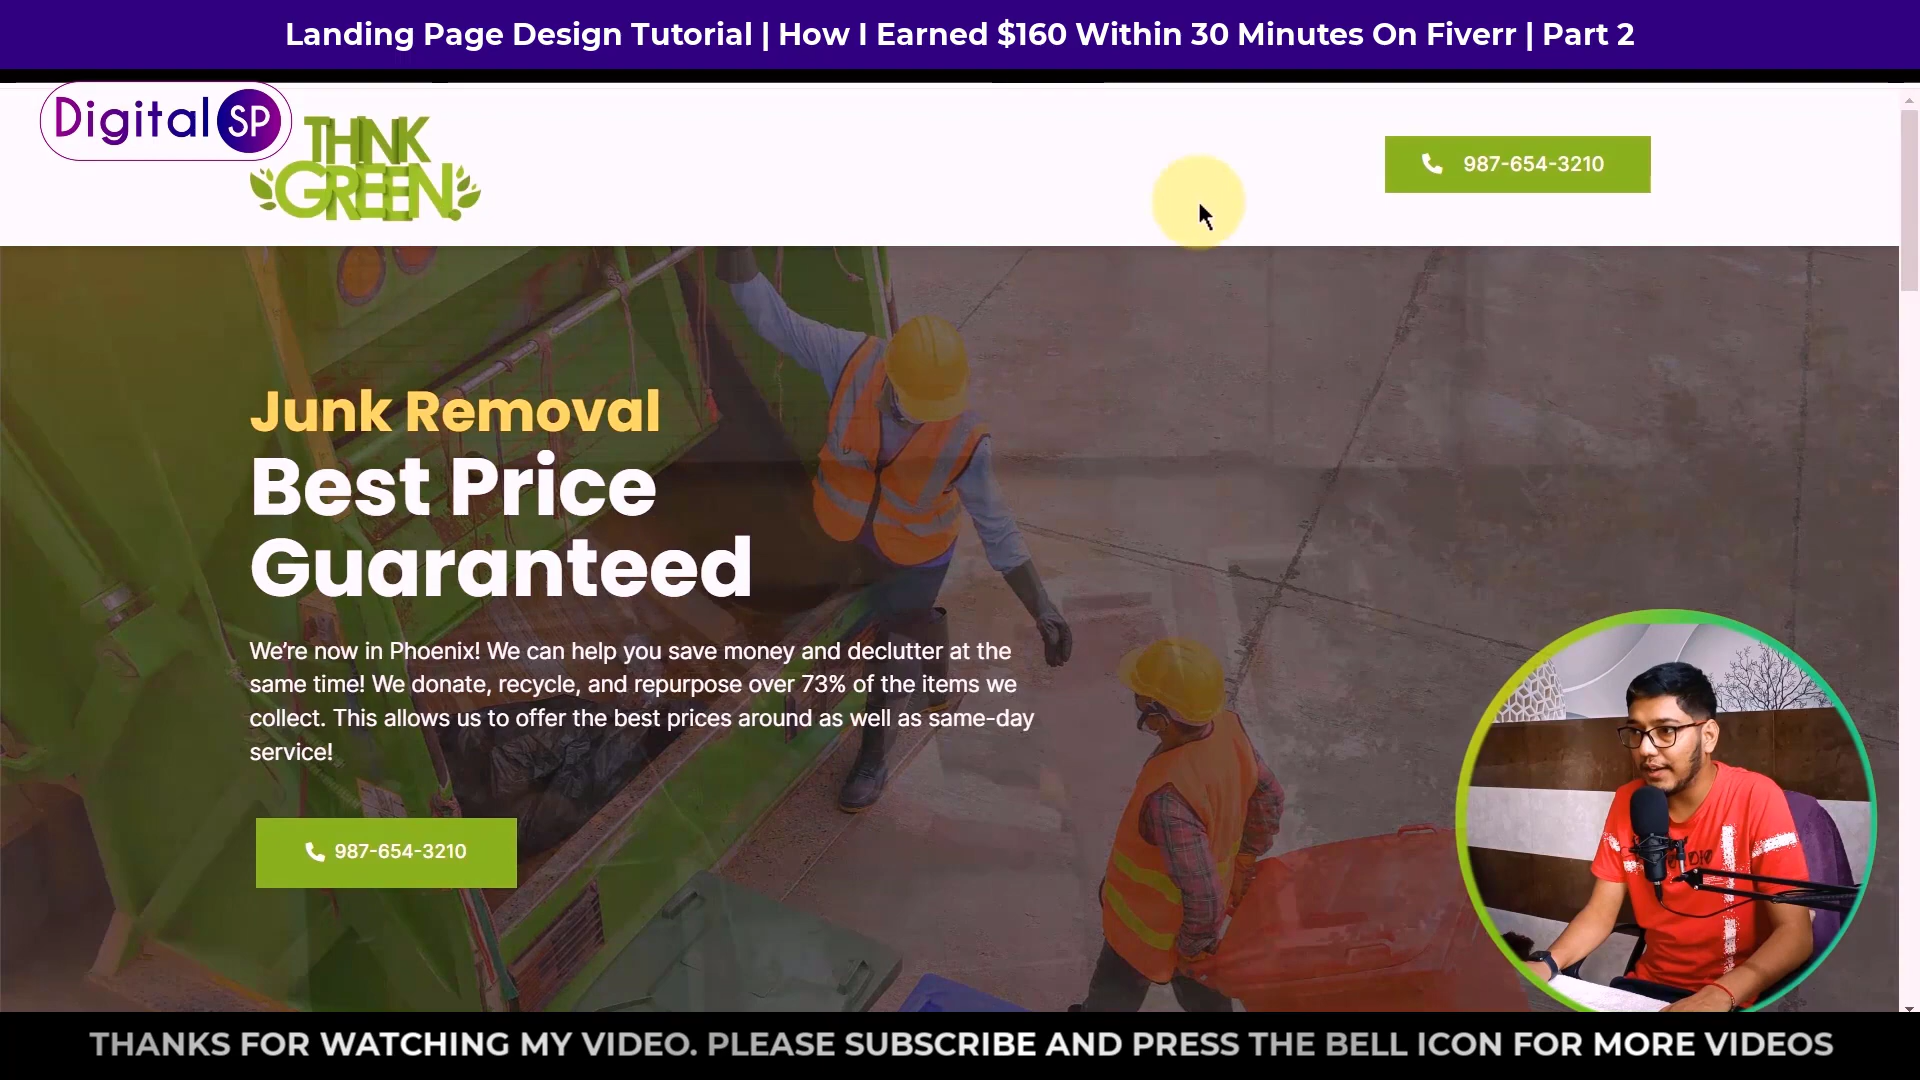 Landing Page Design Tutorial | How I Earned $160 Within 30 Minutes On Fiverr | Part 2
Digital SP
THINK
GREEN
987-654-3210
Junk Removal
Best Price
Guaranteed
We're now in Phoenix! We can help you save money and declutter at the
same time! We donate, recycle, and repurpose over 73% of the items we
collect. This allows us to offer the best prices around as well as same-day
service!
987-654-3210
THANKS FOR WATCHING MY VIDEO. PLEASE SUBSCRIBE AND PRESS THE BELL ICON FOR MORE VIDEOS